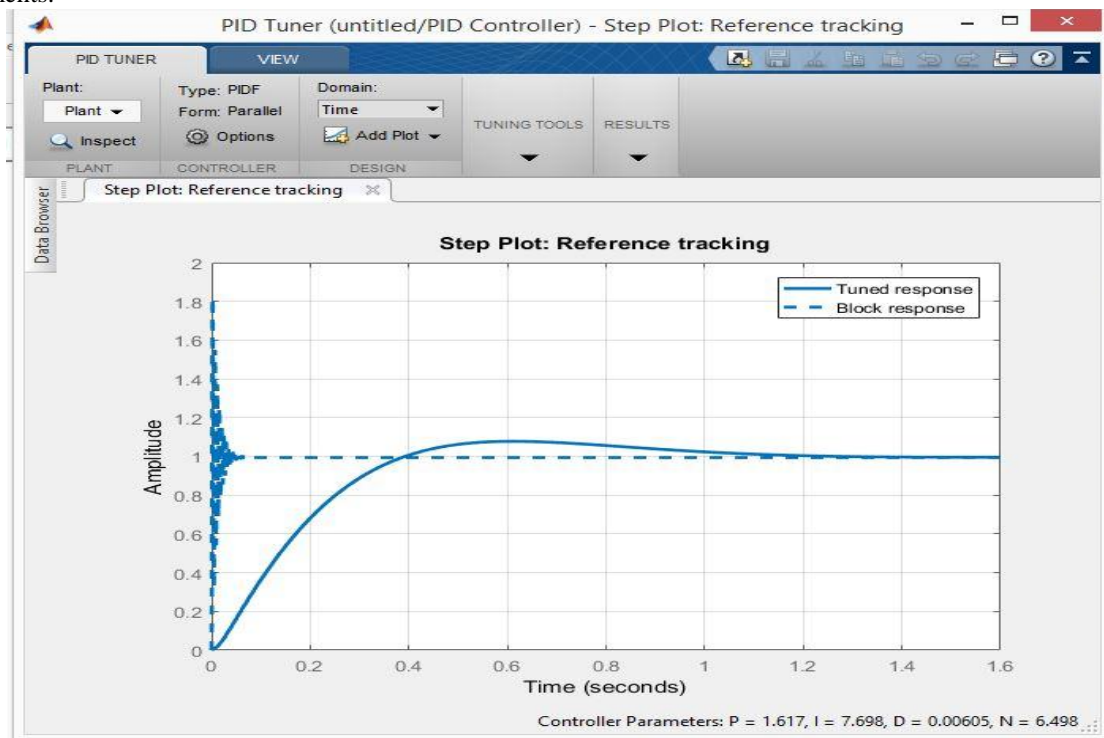 ents.
PID Tuner (untitled/PID Controller) - Step Plot: Reference tracking
PID TUNER VIEW
Plant: Type: PIDF Domain:
Plant Form: Parallel Time
Inspect Options Add Plot TUNING TOOLS RESULTS
PLANT CONTROLLER DESIGN
Step Plot: Reference tracking
Data Browser
Step Plot: Reference tracking
Tuned response
Block response
Amplitude
2
1.8
1.6
1.4
1.2
1
0.8
0.6
0.4
0.2
0
0 0.2 0.4 0.6 0.8 1 1.2 1.4 1.6
Time (seconds)
Controller Parameters: P = 1.617, I = 7.698, D = 0.00605, N = 6.498